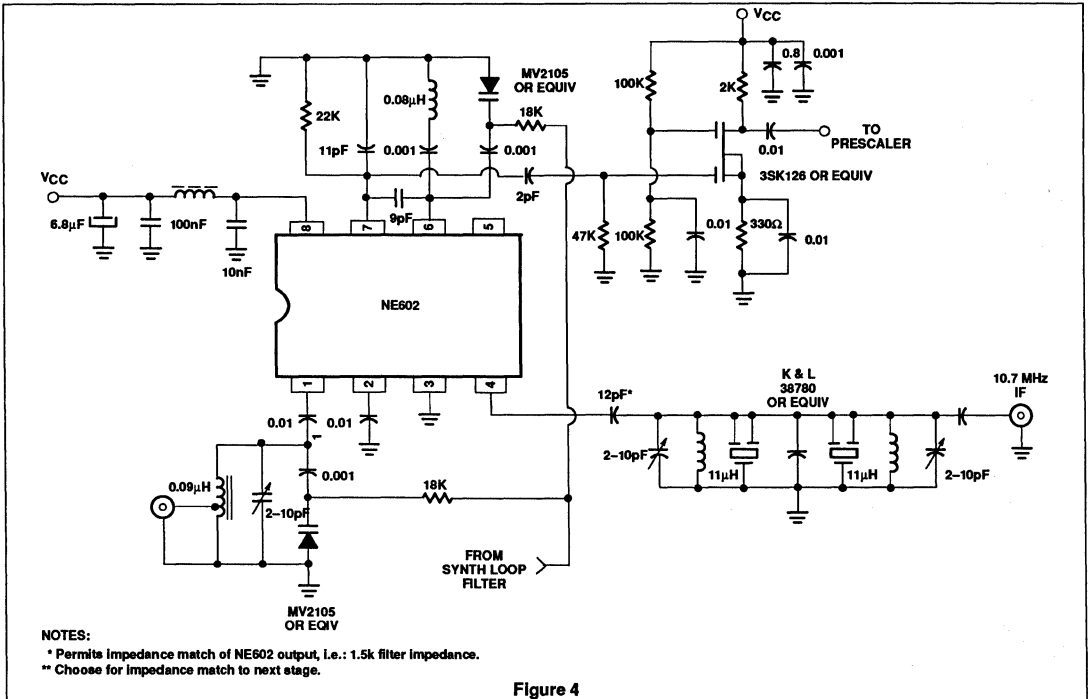 VCC
0.8 0.001
MV2105
OR EQUIV
100K
2K
0.08µH
22K
18K
TO
PRESCALER
11pF
0.001
0.001
0.01
3SK126 OR EQUIV
VCC
2pF
9pF
6.8µF
100nF
10nF
8
7
6
5
47K
100K
0.01
330Ω
0.01
NE602
1
2
3
4
K & L
38780
OR EQUIV
10.7 MHz
IF
12pF*
0.01
0.01
1
2–10pF
11µH
11µH
2–10pF
0.001
0.09µH
18K
2–10pF
FROM
SYNTH LOOP
FILTER
MV2105
OR EQIV
NOTES:
* Permits impedance match of NE602 output, i.e.: 1.5k filter impedance.
** Choose for impedance match to next stage.
Figure 4